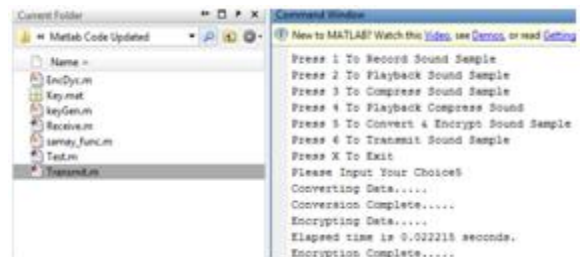 Current Folder
« Matlab Code Updated
Name
EncDyc.m
Key.mat
keyGen.m
Receive.m
samay_func.m
Test.m
Transmit.m
Command Window
New to MATLAB? Watch this Video, see Demos, or read Getting
Press 1 To Record Sound Sample
Press 2 To Playback Sound Sample
Press 3 To Compress Sound Sample
Press 4 To Playback Compress Sound
Press 5 To Convert & Encrypt Sound Sample
Press 6 To Transmit Sound Sample
Press X To Exit
Please Input Your Choice5
Converting Data.....
Conversion Complete.....
Encrypting Data.....
Elapsed time is 0.022215 seconds.
Encryption Complete.....